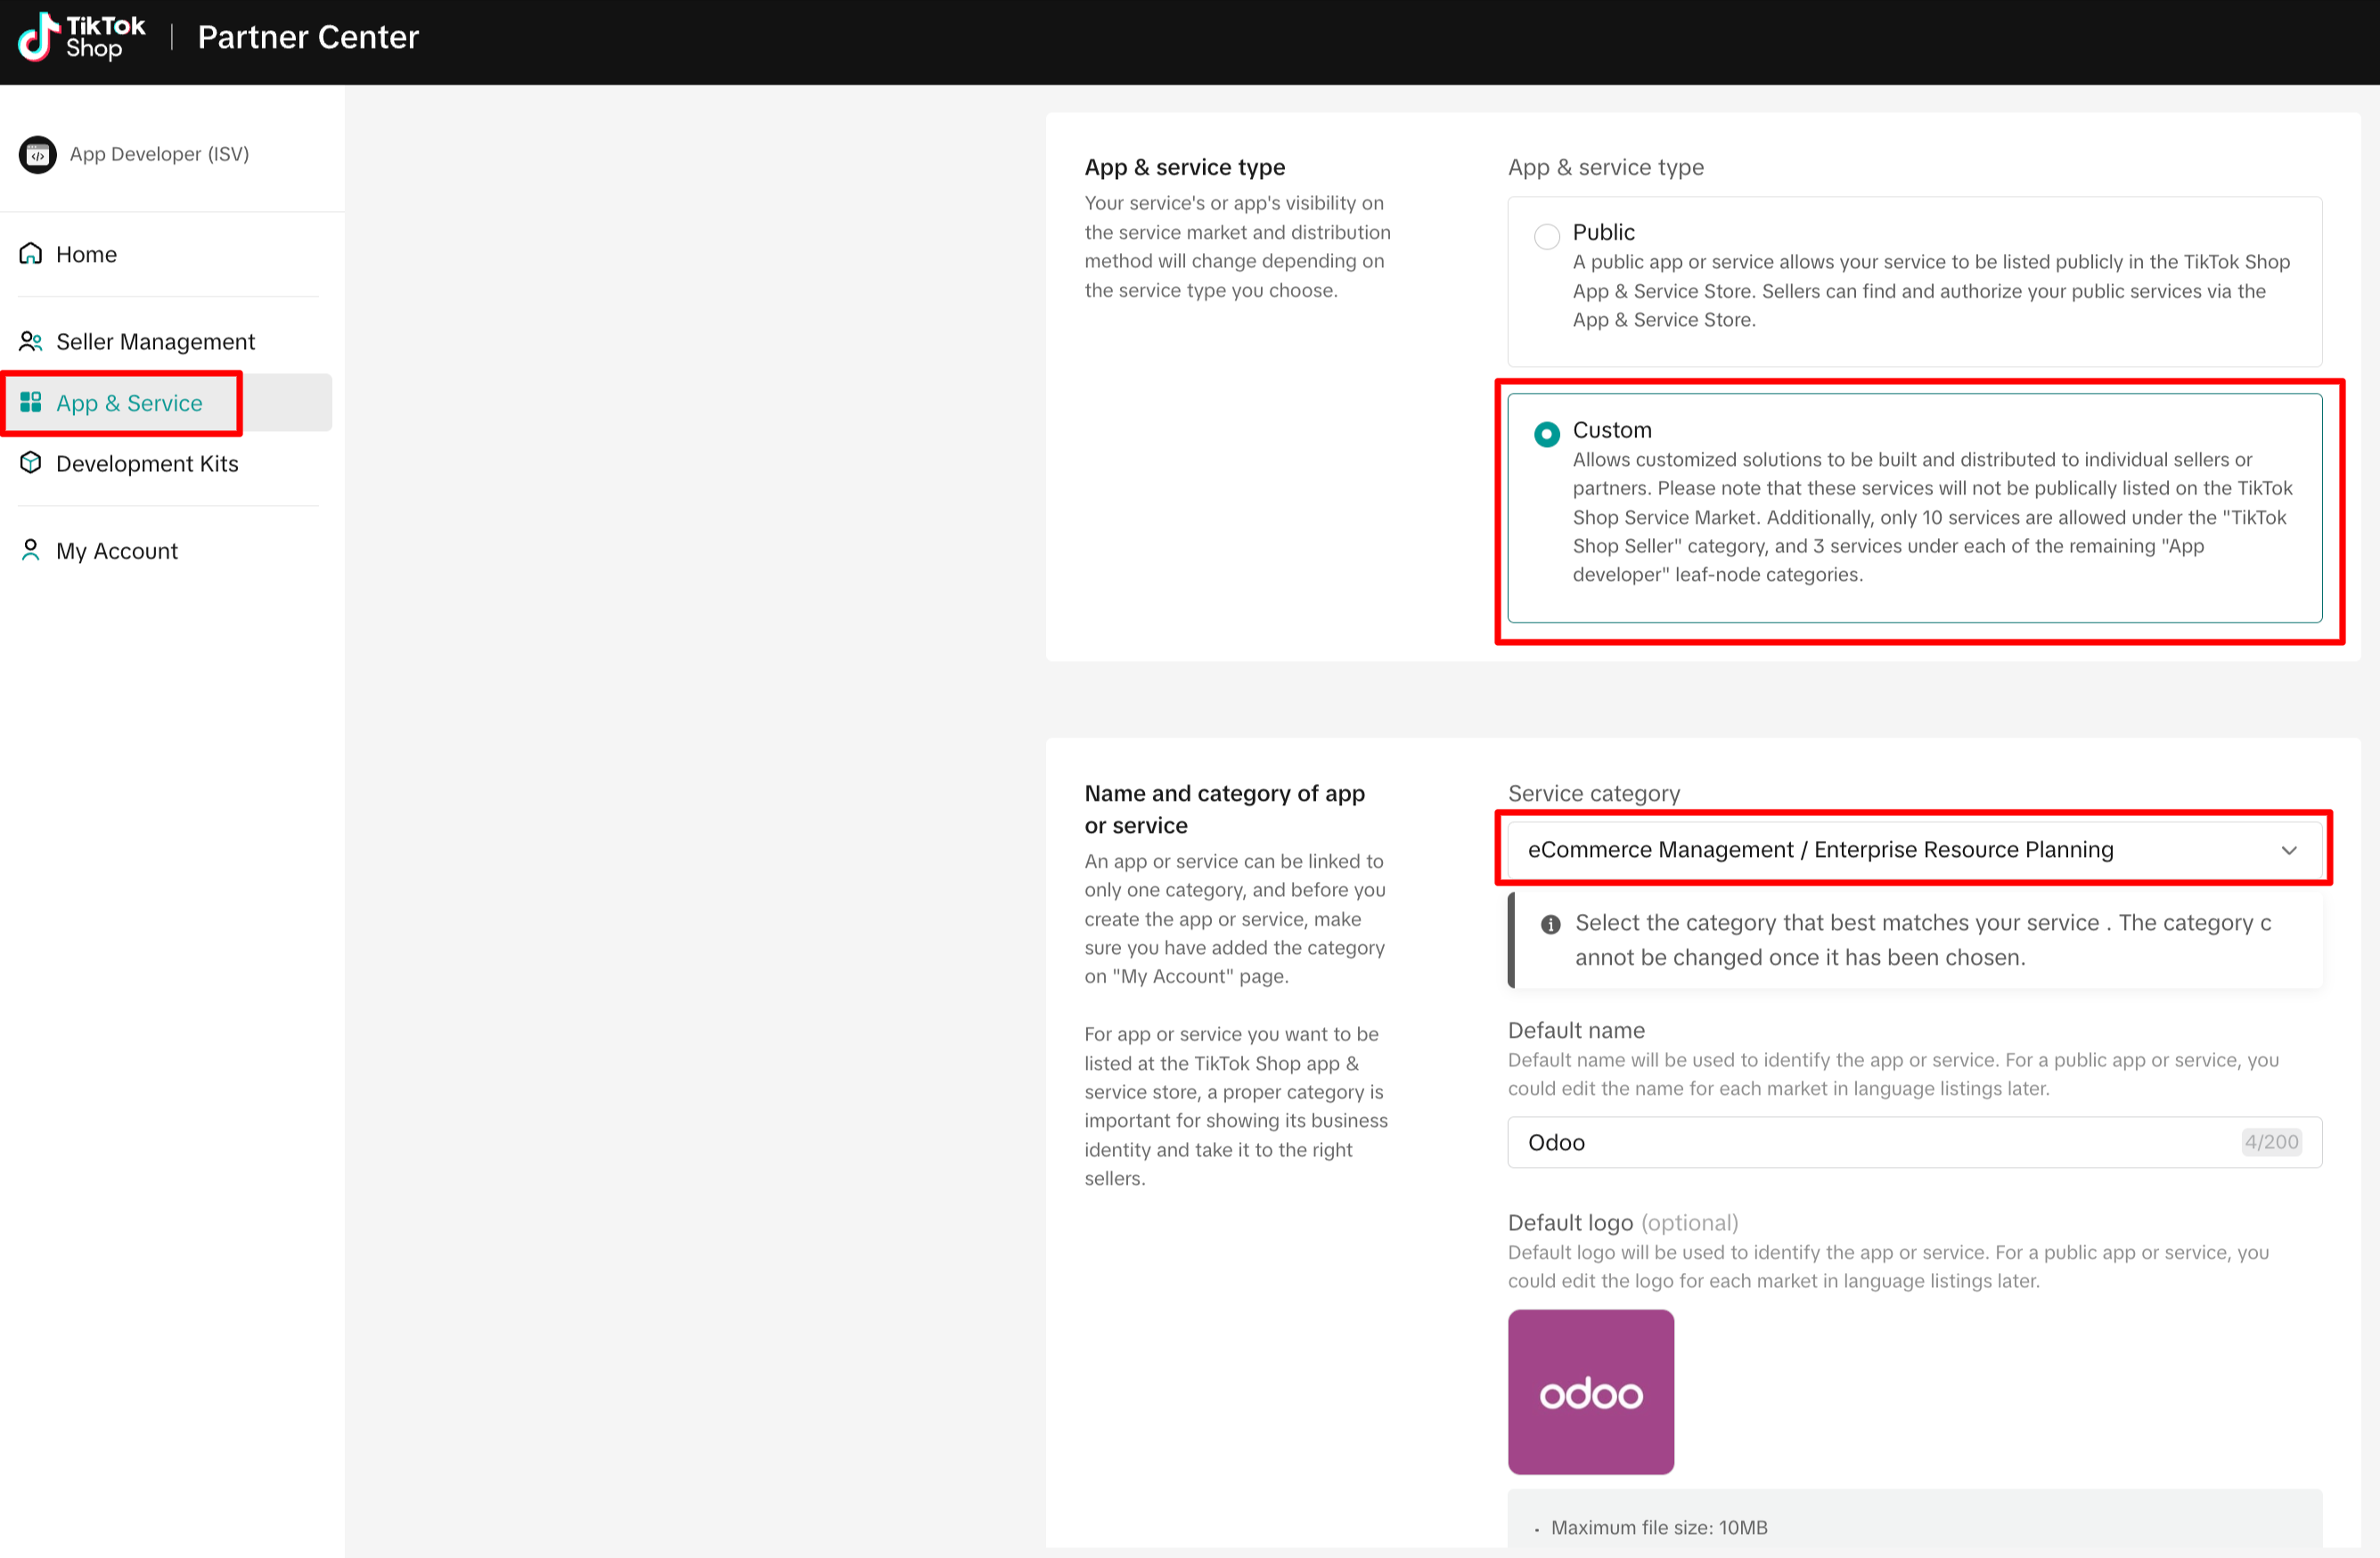 TikTok
Shop
Partner Center
App Developer (ISV)
Home
Seller Management
App & Service
Development Kits
My Account
App & service type
Your service's or app's visibility on
the service market and distribution
method will change depending on
the service type you choose.
App & service type
Public
A public app or service allows your service to be listed publicly in the TikTok Shop
App & Service Store. Sellers can find and authorize your public services via the
App & Service Store.
Custom
Allows customized solutions to be built and distributed to individual sellers or
partners. Please note that these services will not be publically listed on the TikTok
Shop Service Market. Additionally, only 10 services are allowed under the "TikTok
Shop Seller" category, and 3 services under each of the remaining "App
developer" leaf-node categories.
Name and category of app
or service
An app or service can be linked to
only one category, and before you
create the app or service, make
sure you have added the category
on "My Account" page.
For app or service you want to be
listed at the TikTok Shop app &
service store, a proper category is
important for showing its business
identity and take it to the right
sellers.
Service category
eCommerce Management / Enterprise Resource Planning
Select the category that best matches your service . The category c
annot be changed once it has been chosen.
Default name
Default name will be used to identify the app or service. For a public app or service, you
could edit the name for each market in language listings later.
Odoo
4/200
Default logo (optional)
Default logo will be used to identify the app or service. For a public app or service, you
could edit the logo for each market in language listings later.
odoo
• Maximum file size: 10MB